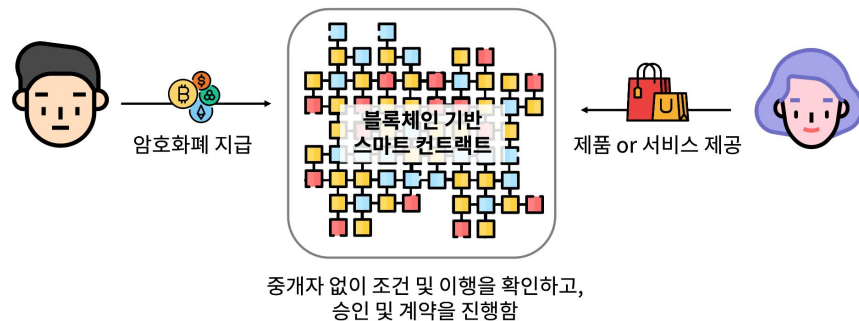 블록체인 기반
스마트 컨트랙트
암호화폐 지급
제품 or 서비스 제공
중개자 없이 조건 및 이행을 확인하고,
승인 및 계약을 진행함